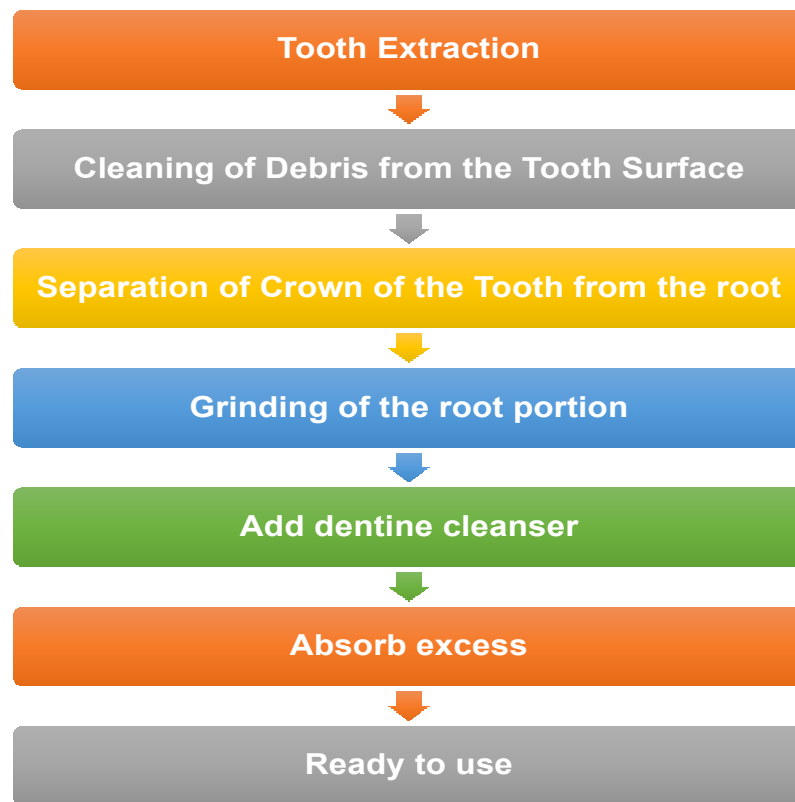 Tooth Extraction
Cleaning of Debris from the Tooth Surface
Separation of Crown of the Tooth from the root
Grinding of the root portion
Add dentine cleanser
Absorb excess
Ready to use